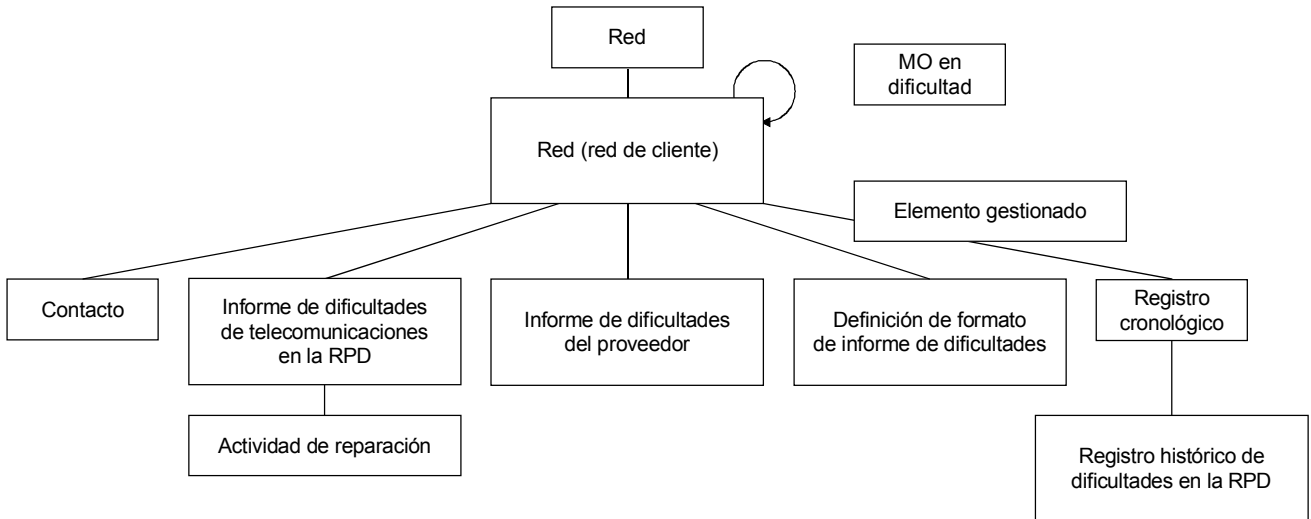 Red
MO en
dificultad
Red (red de cliente)
Elemento gestionado
Contacto
Informe de dificultades
de telecomunicaciones
en la RPD
Informe de dificultades
del proveedor
Definición de formato
de informe de dificultades
Registro
cronológico
Actividad de reparación
Registro histórico de
dificultades en la RPD